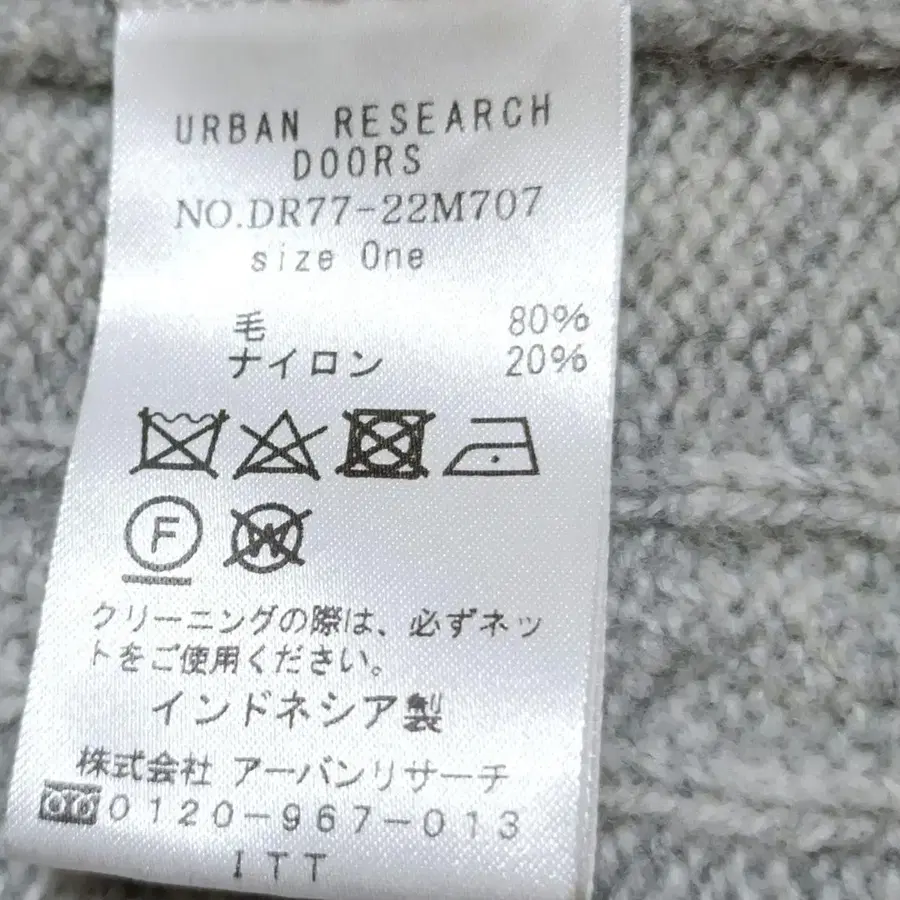 URBAN RESEARCH
DOORS
NO.DR77-22M707
size One
毛 80%
ナイロン 20%
F W
クリーニングの際は、必ずネッ
トをご使用ください。
インドネシア製
株式会社 アーバンリサーチ
0120-967-013
ITT